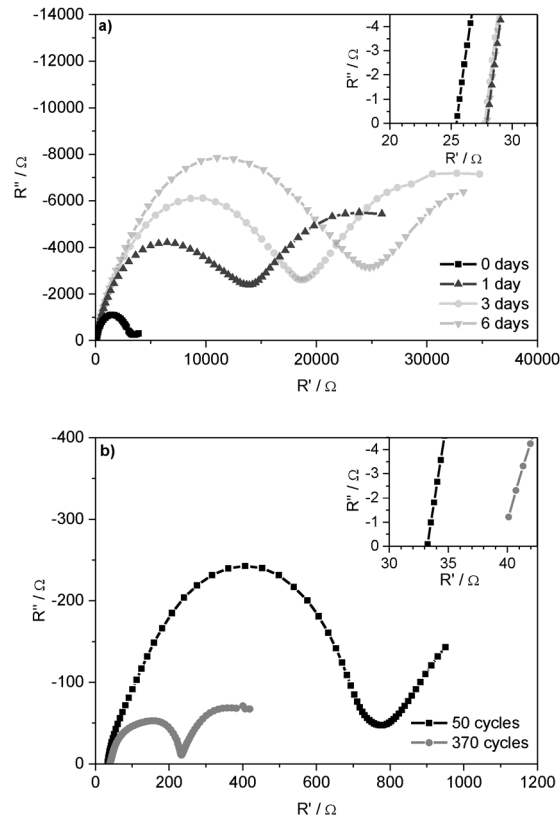 a)
-14000
-12000
-10000
-8000
-6000
-4000
-2000
0
R'' / Ω
0
10000
20000
30000
40000
R' / Ω
-4
-3
-2
-1
0
R'' / Ω
20
25
30
R' / Ω
0 days
1 day
3 days
6 days
b)
-400
-300
-200
-100
0
R'' / Ω
0
200
400
600
800
1000
1200
R' / Ω
-4
-3
-2
-1
0
R'' / Ω
30
35
40
R' / Ω
50 cycles
370 cycles